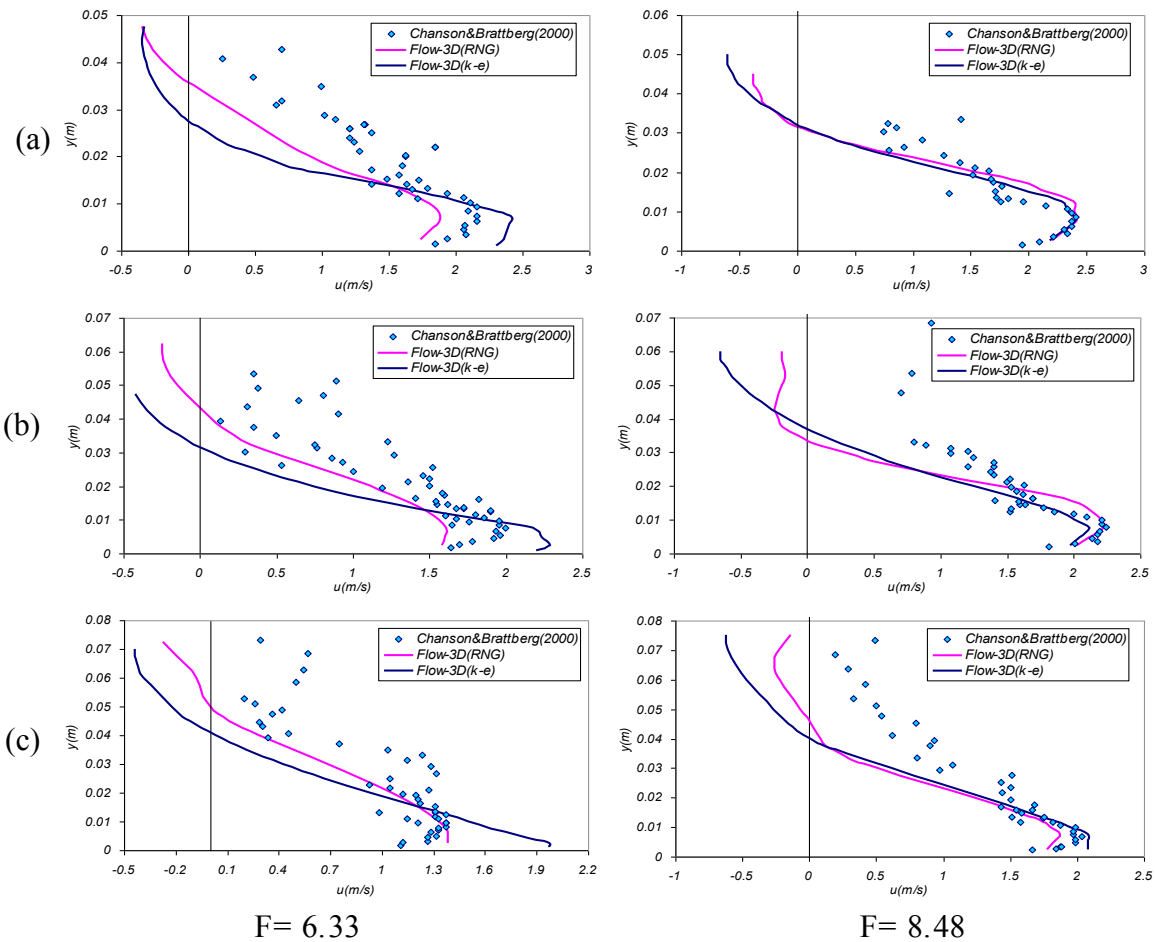 0.05
0.04
0.03
0.02
0.01
0
-0.5 0 0.5 1 1.5 2 2.5 3
y(m)
u(m/s)
Chanson&Brattberg(2000)
Flow-3D(RNG)
Flow-3D(k-e)
(a)
0.06
0.05
0.04
0.03
0.02
0.01
0
-1 0 1 2 3
y(m)
u(m/s)
Chanson&Brattberg(2000)
Flow-3D(RNG)
Flow-3D(k-e)
0.07
0.06
0.05
0.04
0.03
0.02
0.01
0
-0.5 0 0.5 1 1.5 2 2.5
y(m)
u(m/s)
Chanson&Brattberg(2000)
Flow-3D(RNG)
Flow-3D(k-e)
(b)
0.07
0.06
0.05
0.04
0.03
0.02
0.01
0
-1 -0.5 0 0.5 1 1.5 2 2.5
y(m)
u(m/s)
Chanson&Brattberg(2000)
Flow-3D(RNG)
Flow-3D(k-e)
0.08
0.07
0.06
0.05
0.04
0.03
0.02
0.01
0
-0.5 -0.2 0.1 0.4 0.7 1 1.3 1.6 1.9 2.2
y(m)
u(m/s)
Chanson&Brattberg(2000)
Flow-3D(RNG)
Flow-3D(k-e)
(c)
0.08
0.07
0.06
0.05
0.04
0.03
0.02
0.01
0
-1 -0.5 0 0.5 1 1.5 2 2.5
y(m)
u(m/s)
Chanson&Brattberg(2000)
Flow-3D(RNG)
Flow-3D(k-e)
F= 6.33
F= 8.48